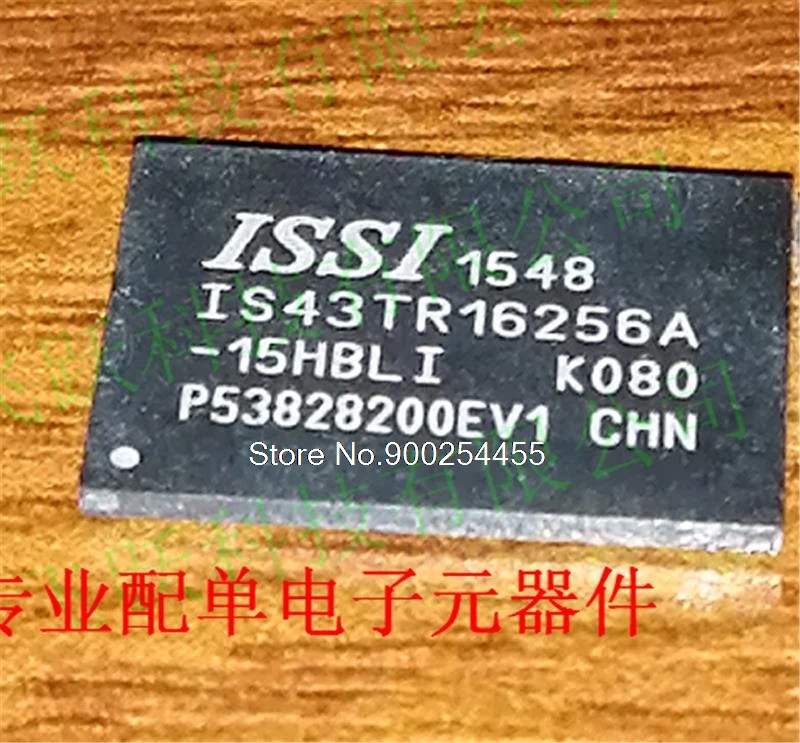 ISSI 1548
IS43TR16256A
-15HBLI K080
P53828200EV1 CHN
Store No.900254455
专业配单电子元器件